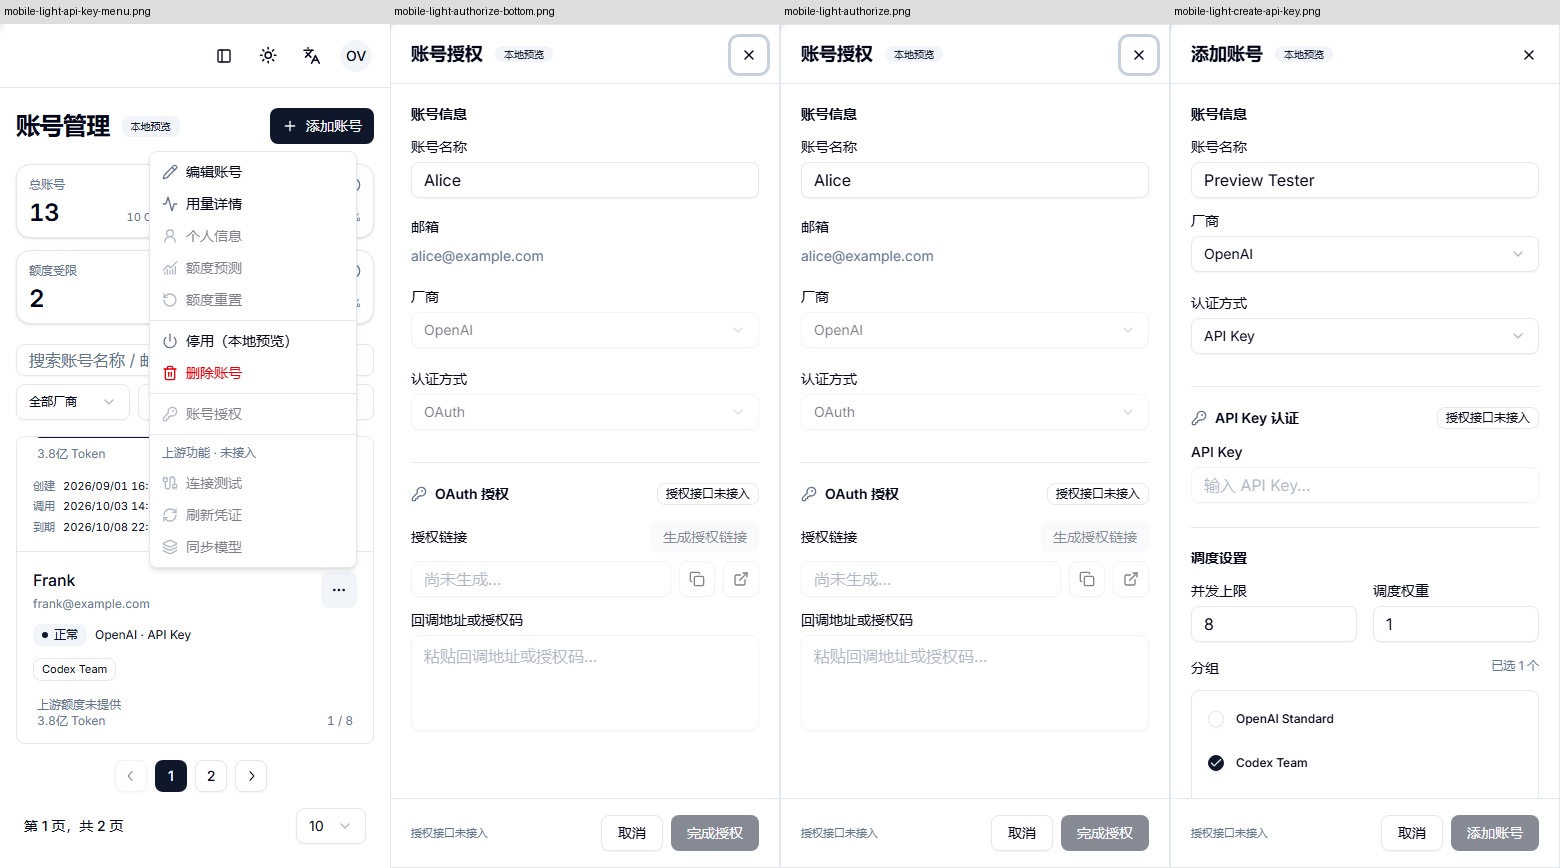 mobile-light-api-key-menu.png
OV
账号管理
本地预览
添加账号
总账号
13
10 O
%
额度受限
2
%
搜索账号名称 / 邮
全部厂商
3.8亿 Token
创建 2026/09/01 16:
调用 2026/10/03 14:
到期 2026/10/08 22:
编辑账号
用量详情
个人信息
额度预测
额度重置
停用（本地预览）
删除账号
账号授权
上游功能 · 未接入
连接测试
刷新凭证
同步模型
Frank
frank@example.com
正常 OpenAI · API Key
Codex Team
上游额度未提供
3.8亿 Token
1 / 8
1
2
第 1 页，共 2 页
10
mobile-light-authorize-bottom.png
账号授权
本地预览
账号信息
账号名称
Alice
邮箱
alice@example.com
厂商
OpenAI
认证方式
OAuth
OAuth 授权
授权接口未接入
授权链接
生成授权链接
尚未生成...
回调地址或授权码
粘贴回调地址或授权码...
授权接口未接入
取消
完成授权
mobile-light-authorize.png
账号授权
本地预览
账号信息
账号名称
Alice
邮箱
alice@example.com
厂商
OpenAI
认证方式
OAuth
OAuth 授权
授权接口未接入
授权链接
生成授权链接
尚未生成...
回调地址或授权码
粘贴回调地址或授权码...
授权接口未接入
取消
完成授权
mobile-light-create-api-key.png
添加账号
本地预览
账号信息
账号名称
Preview Tester
厂商
OpenAI
认证方式
API Key
API Key 认证
授权接口未接入
API Key
输入 API Key...
调度设置
并发上限
调度权重
8
1
分组
已选 1 个
OpenAI Standard
Codex Team
授权接口未接入
取消
添加账号